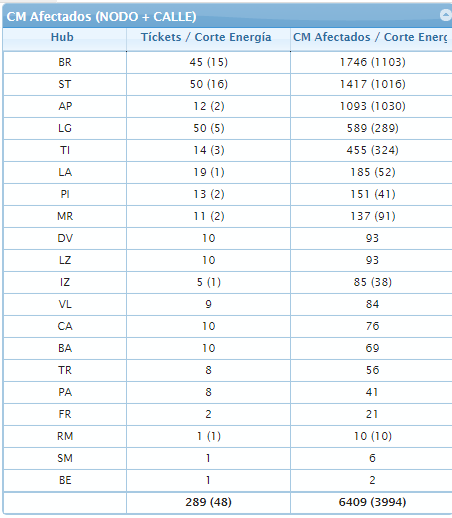 CM Afectados (NODO + CALLE)
Hub Tíckets / Corte Energía CM Afectados / Corte Energ
BR 45 (15) 1746 (1103)
ST 50 (16) 1417 (1016)
AP 12 (2) 1093 (1030)
LG 50 (5) 589 (289)
TI 14 (3) 455 (324)
LA 19 (1) 185 (52)
PI 13 (2) 151 (41)
MR 11 (2) 137 (91)
DV 10 93
LZ 10 93
IZ 5 (1) 85 (38)
VL 9 84
CA 10 76
BA 10 69
TR 8 56
PA 8 41
FR 2 21
RM 1 (1) 10 (10)
SM 1 6
BE 1 2
289 (48) 6409 (3994)